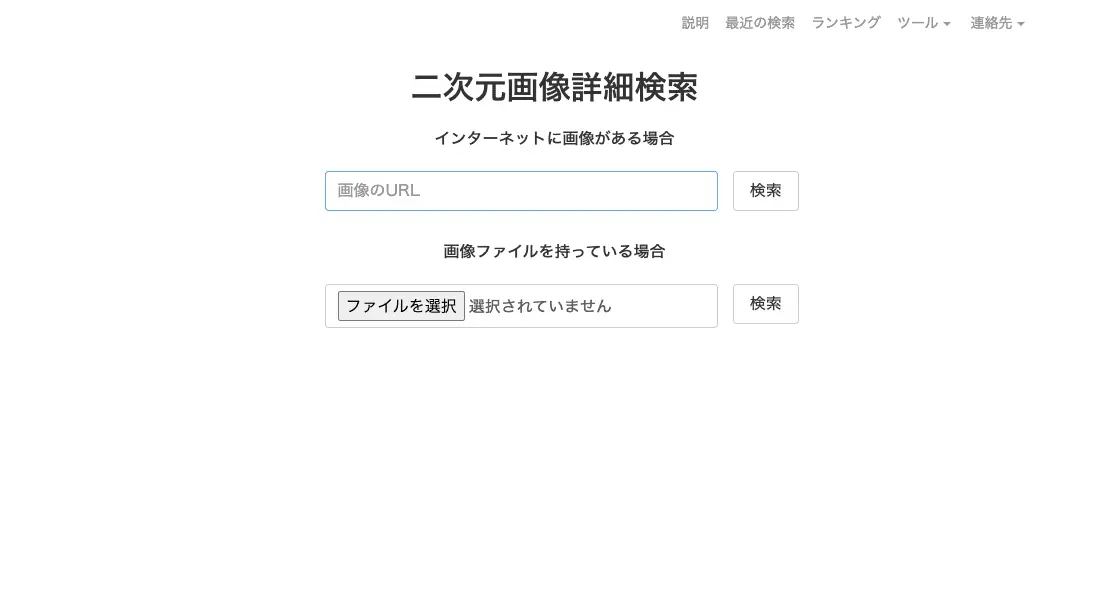 説明 最近の検索 ランキング ツール 連絡先
二次元画像詳細検索
インターネットに画像がある場合
画像のURL 検索
画像ファイルを持っている場合
ファイルを選択 選択されていません 検索